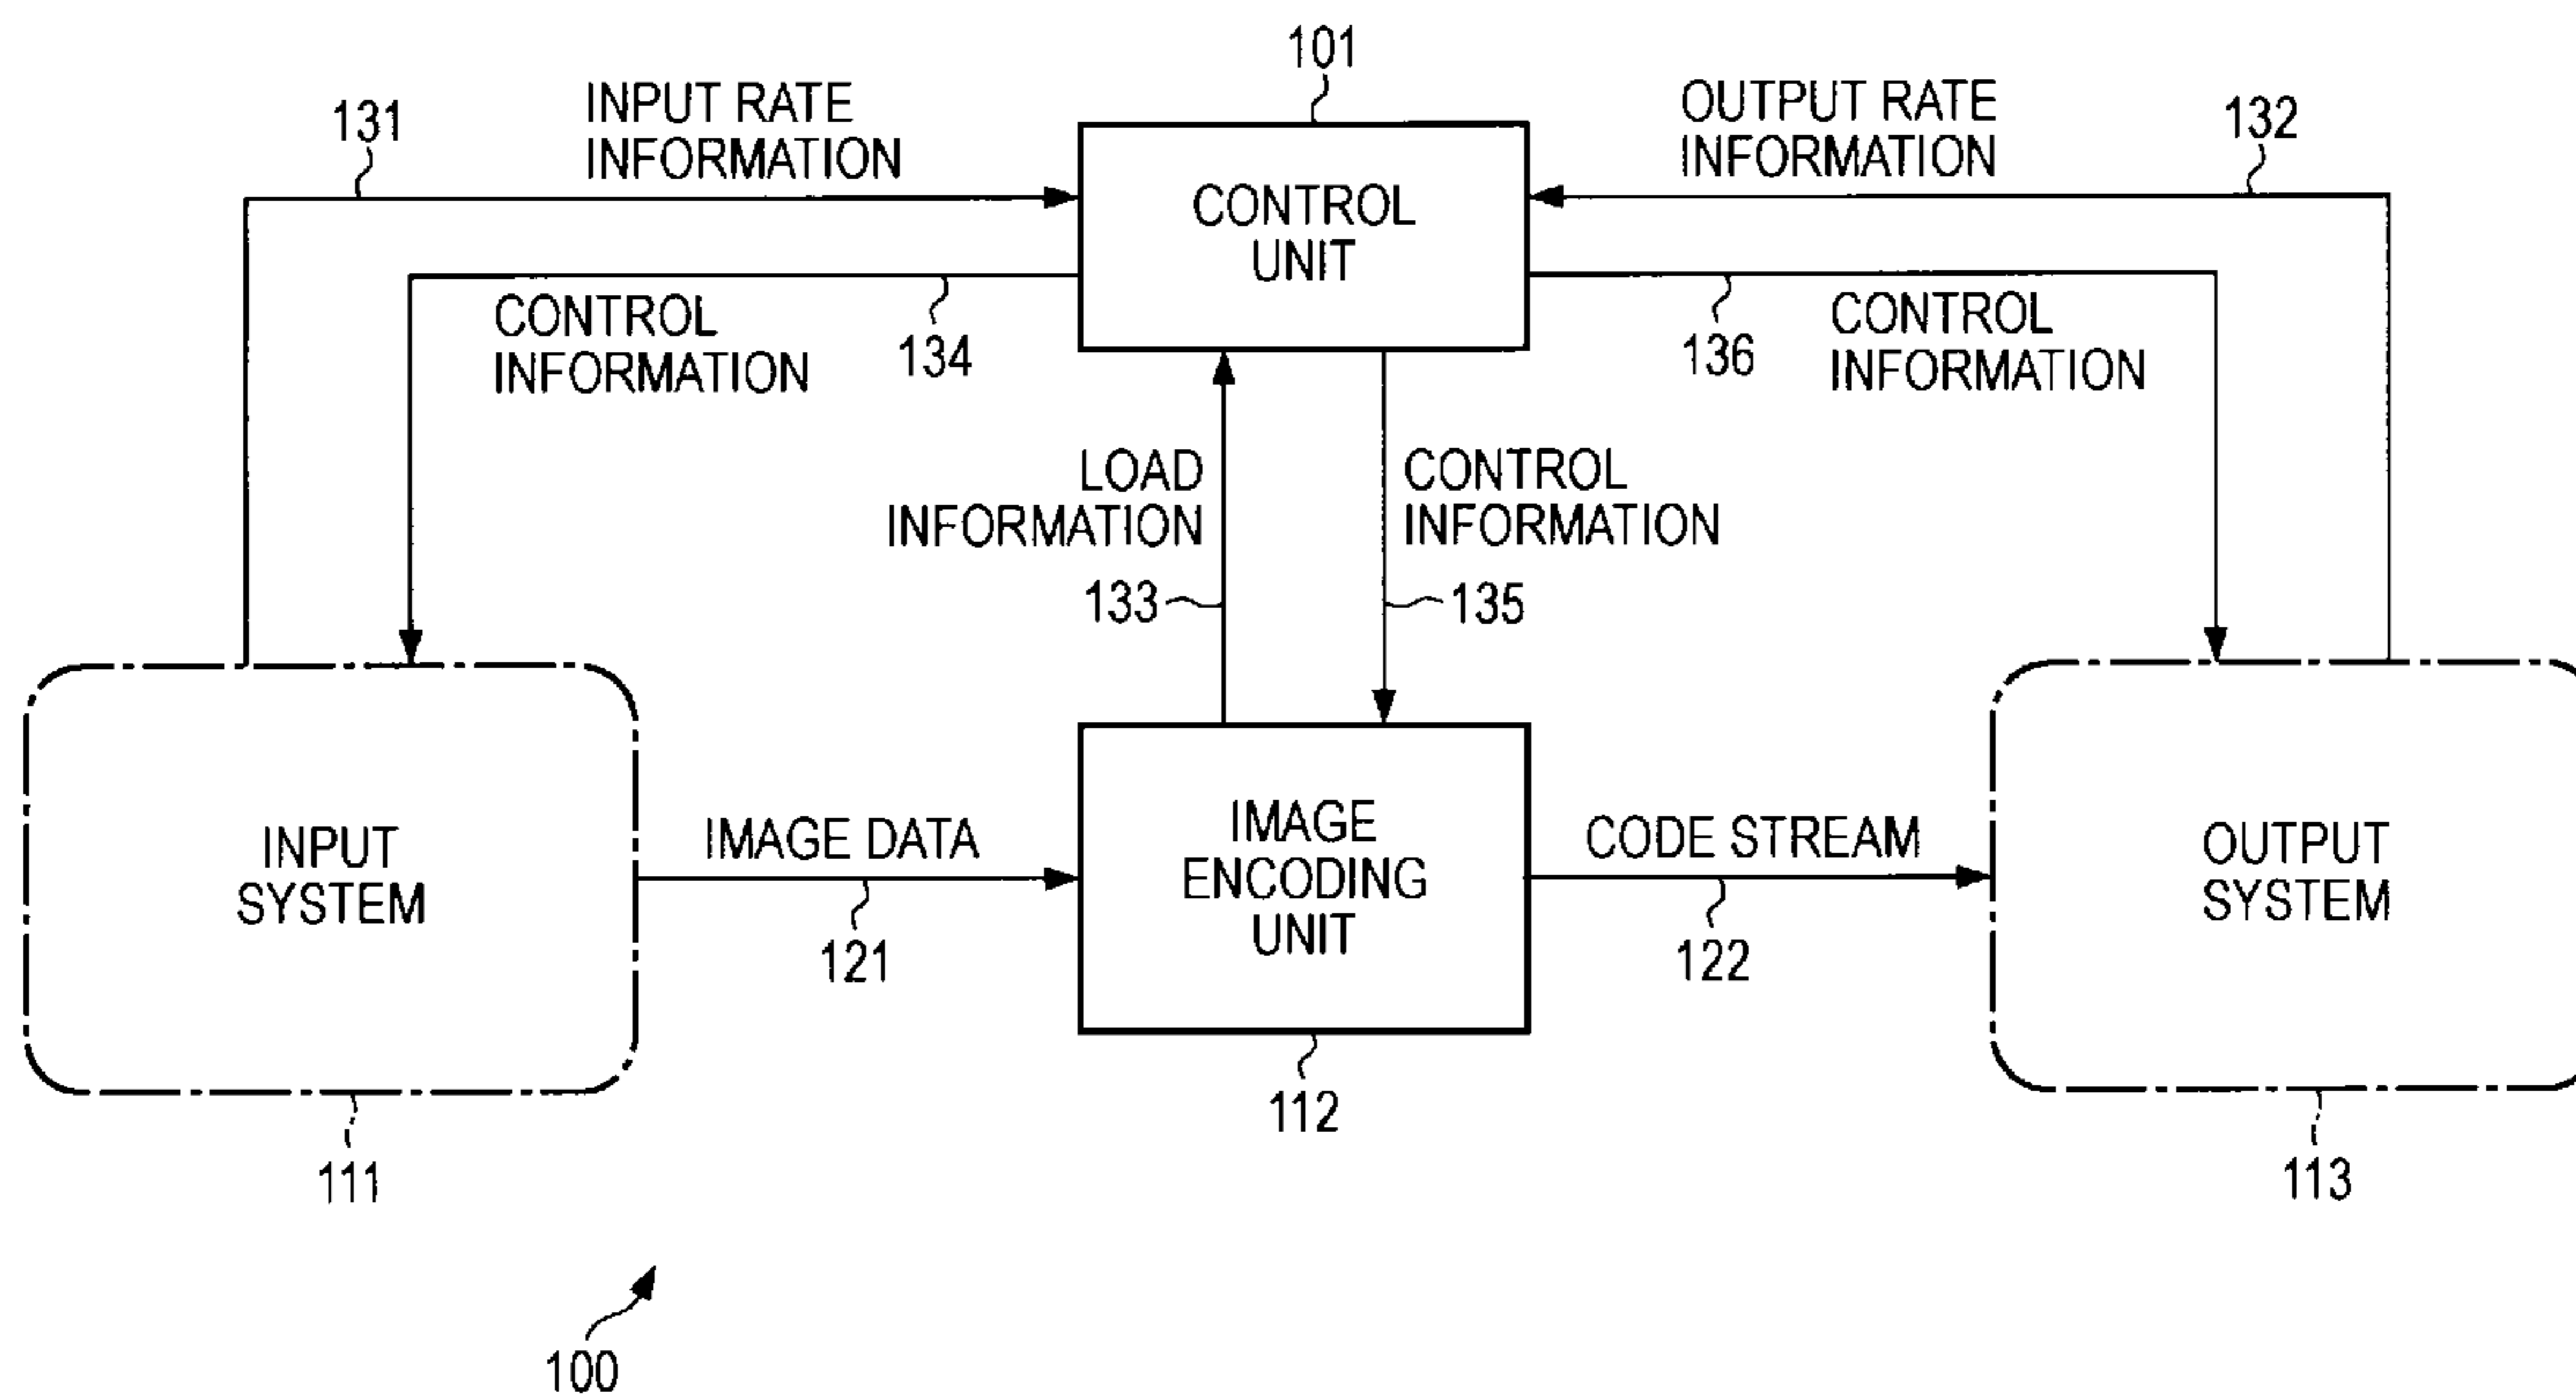 101
131
INPUT RATE
INFORMATION
OUTPUT RATE
INFORMATION
132
CONTROL
UNIT
CONTROL
INFORMATION
134
136
CONTROL
INFORMATION
LOAD
INFORMATION
133
CONTROL
INFORMATION
135
INPUT
SYSTEM
IMAGE DATA
121
IMAGE
ENCODING
UNIT
CODE STREAM
122
OUTPUT
SYSTEM
111
112
113
100